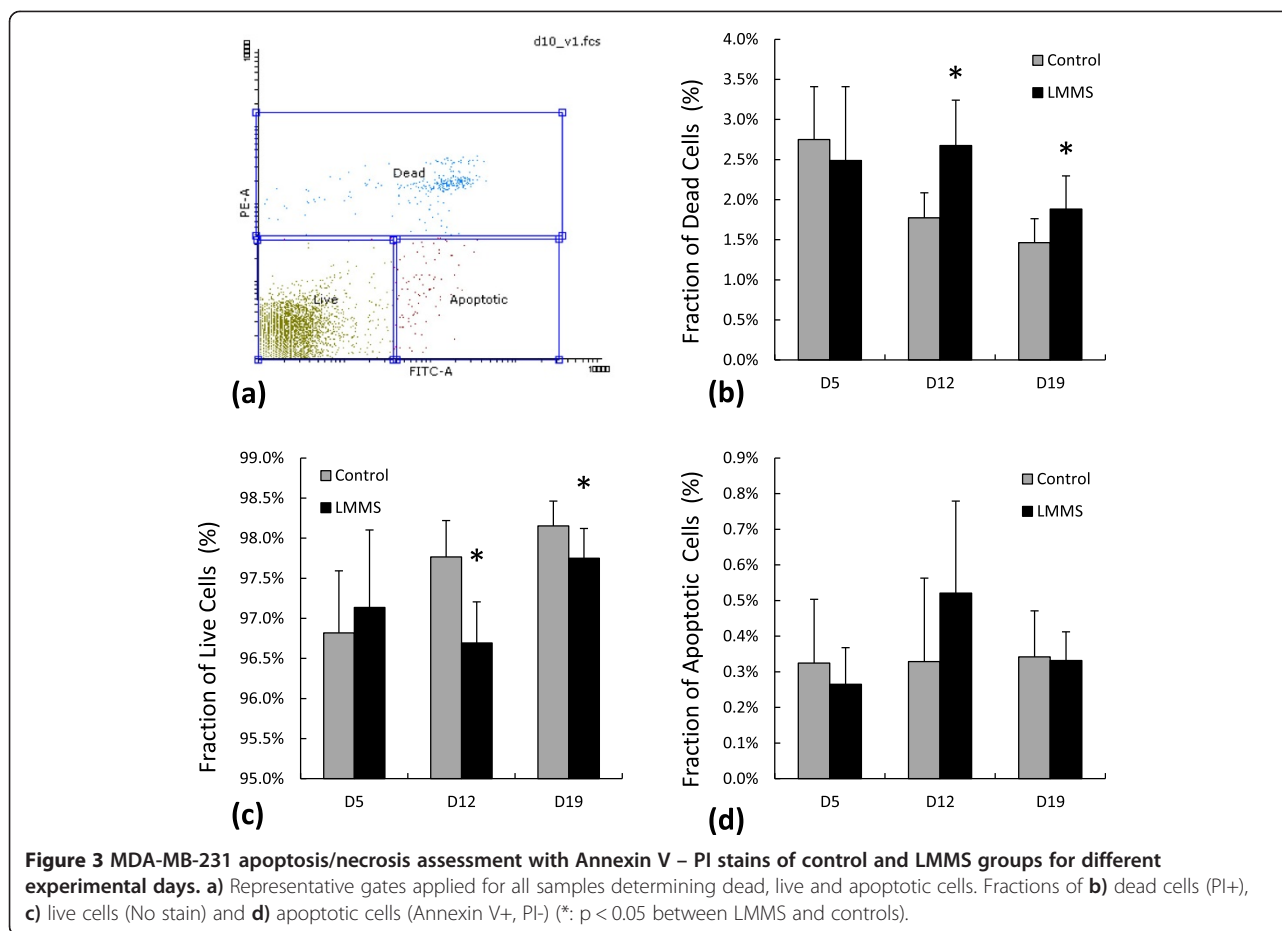 d10_v1.fcs
PE-A
Dead
Live
Apoptotic
FITC-A
(a)
Fraction of Dead Cells (%)
4.0%
3.5%
3.0%
2.5%
2.0%
1.5%
1.0%
0.5%
0.0%
Control
LMMS
*
*
D5 D12 D19
(b)
Fraction of Live Cells (%)
99.0%
98.5%
98.0%
97.5%
97.0%
96.5%
96.0%
95.5%
95.0%
Control
LMMS
*
*
D5 D12 D19
(c)
Fraction of Apoptotic Cells (%)
0.9%
0.8%
0.7%
0.6%
0.5%
0.4%
0.3%
0.2%
0.1%
0.0%
Control
LMMS
D5 D12 D19
(d)
Figure 3 MDA-MB-231 apoptosis/necrosis assessment with Annexin V – PI stains of control and LMMS groups for different
experimental days. a) Representative gates applied for all samples determining dead, live and apoptotic cells. Fractions of b) dead cells (PI+),
c) live cells (No stain) and d) apoptotic cells (Annexin V+, PI-) (*: p < 0.05 between LMMS and controls).